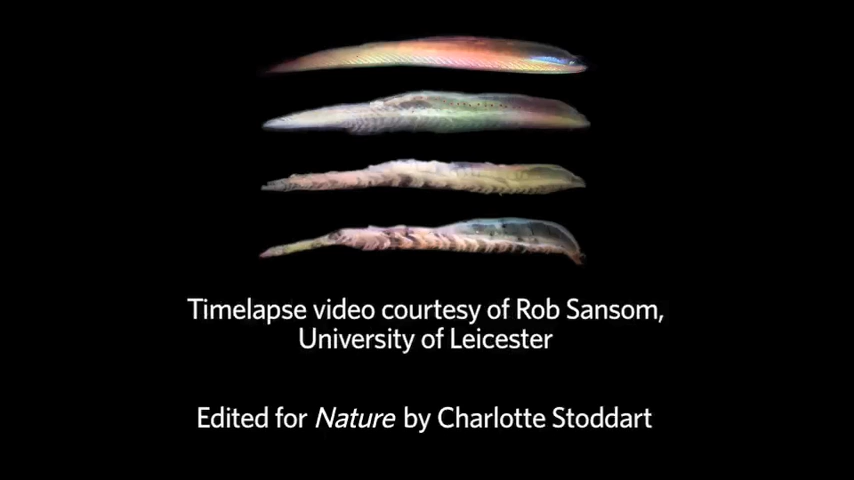 Timelapse video courtesy of Rob Sansom,
University of Leicester
Edited for Nature by Charlotte Stoddart